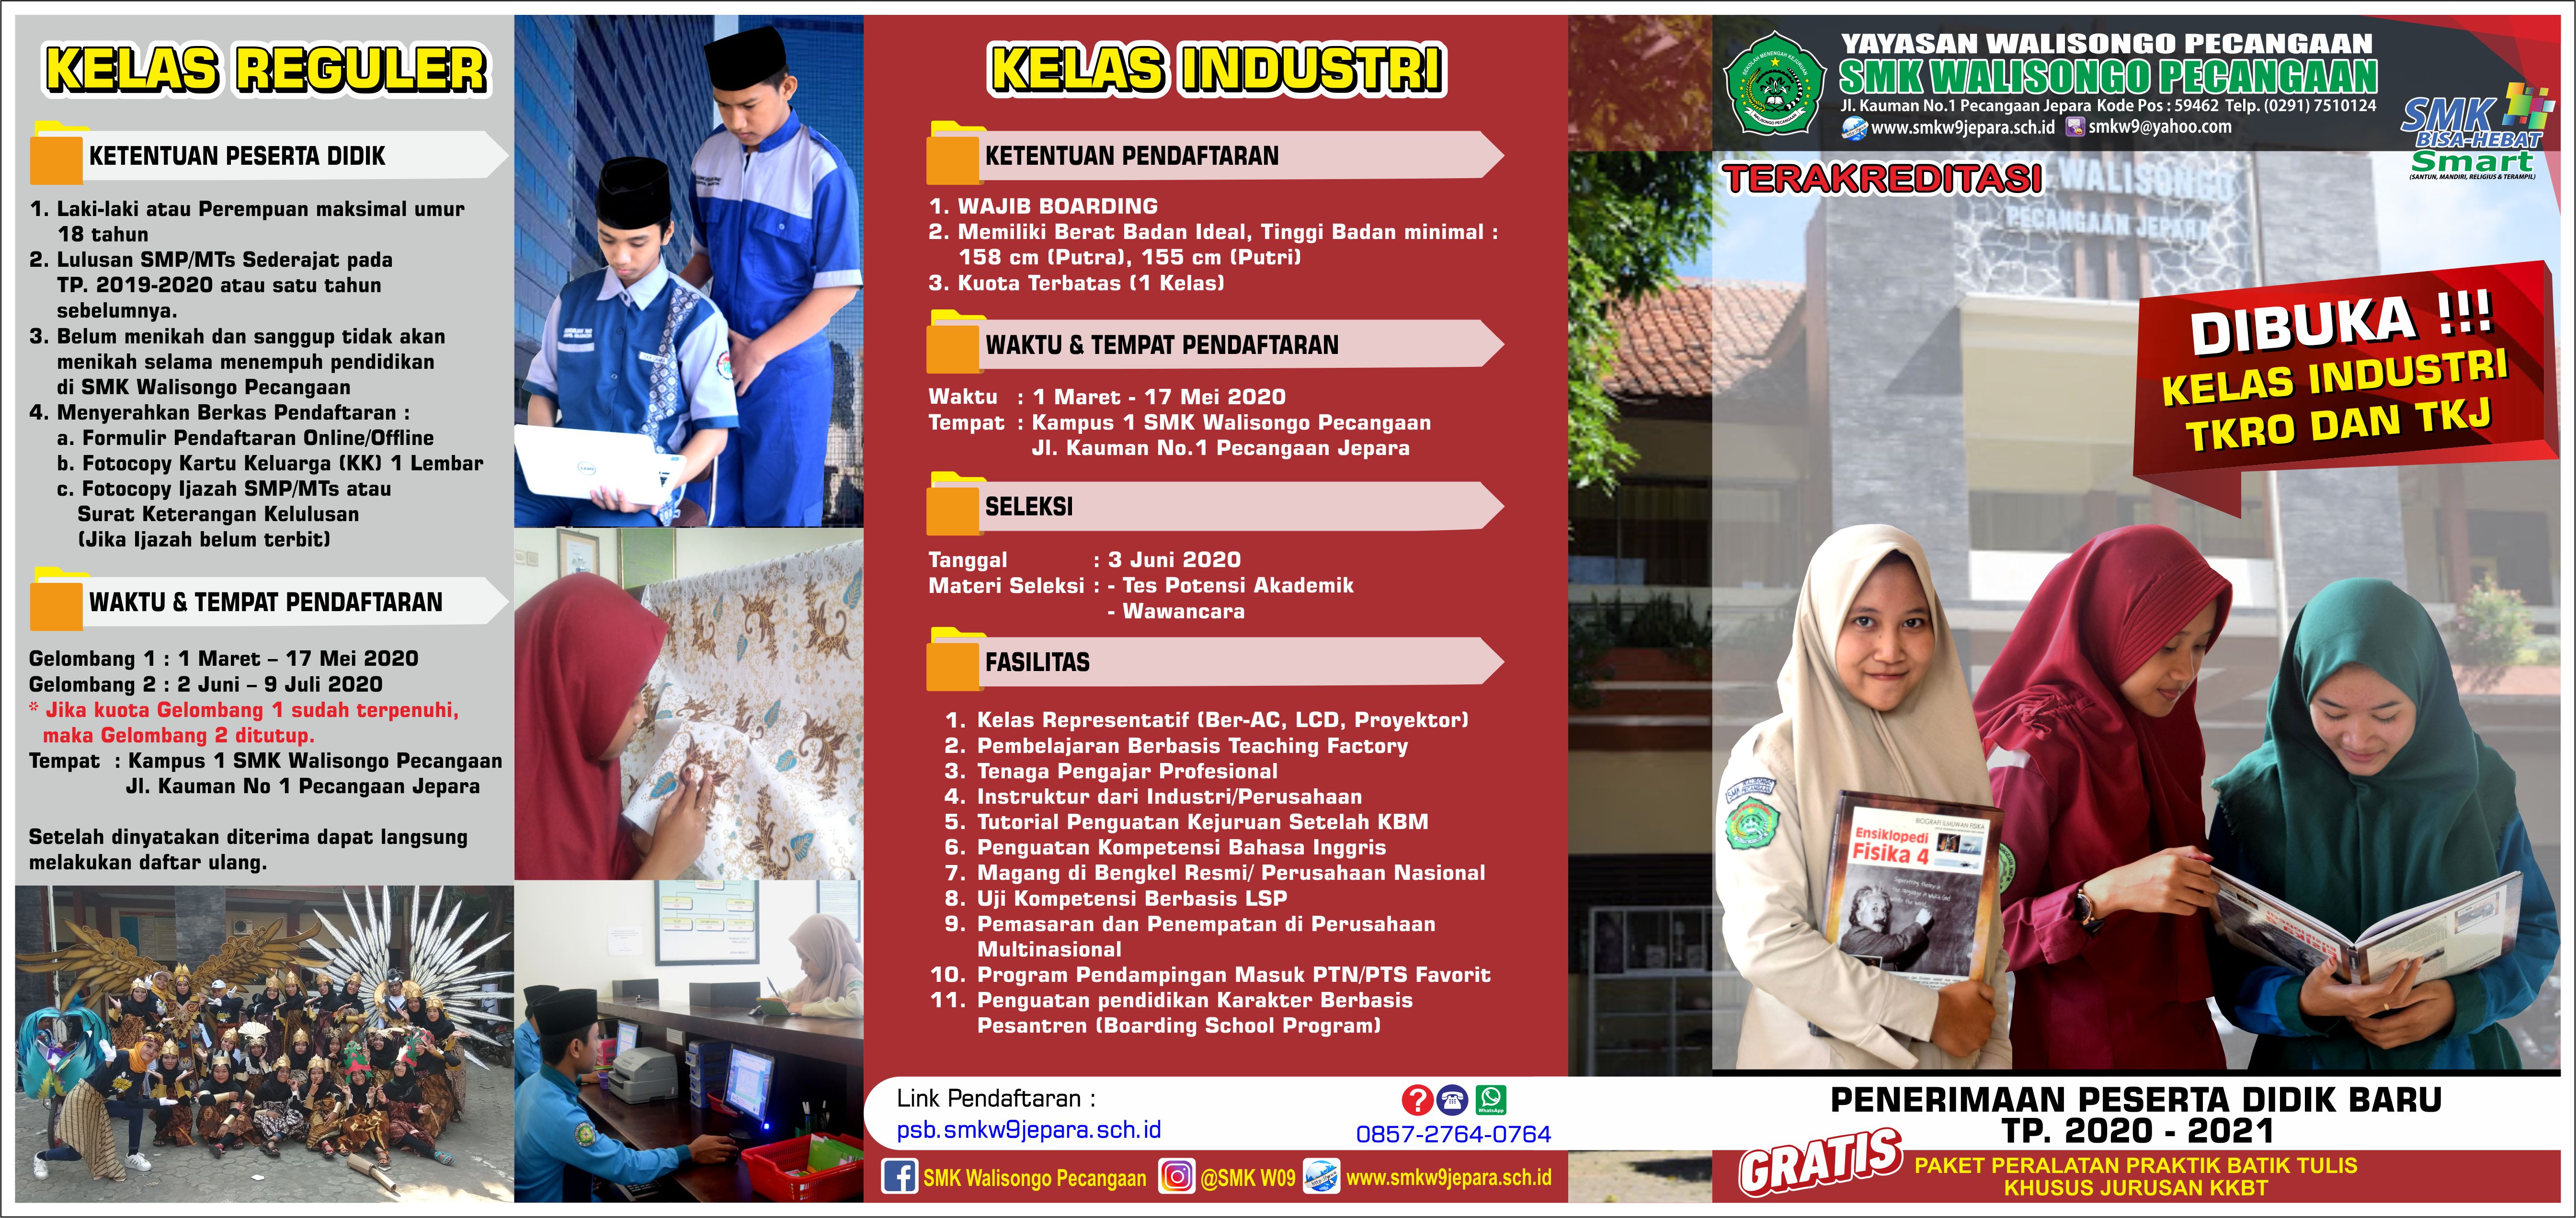 KELAS REGULER
KETENTUAN PESERTA DIDIK
1. Laki-laki atau Perempuan maksimal umur
18 tahun
2. Lulusan SMP/MTs Sederajat pada
TP. 2019-2020 atau satu tahun
sebelumnya.
3. Belum menikah dan sanggup tidak akan
menikah selama menempuh pendidikan
di SMK Walisongo Pecangaan
4. Menyerahkan Berkas Pendaftaran :
a. Formulir Pendaftaran Online/Offline
b. Fotocopy Kartu Keluarga (KK) 1 Lembar
c. Fotocopy Ijazah SMP/MTs atau
Surat Keterangan Kelulusan
(Jika Ijazah belum terbit)
WAKTU & TEMPAT PENDAFTARAN
Gelombang 1 : 1 Maret – 17 Mei 2020
Gelombang 2 : 2 Juni – 9 Juli 2020
* Jika kuota Gelombang 1 sudah terpenuhi,
maka Gelombang 2 ditutup.
Tempat : Kampus 1 SMK Walisongo Pecangaan
Jl. Kauman No 1 Pecangaan Jepara
Setelah dinyatakan diterima dapat langsung
melakukan daftar ulang.
KELAS INDUSTRI
KETENTUAN PENDAFTARAN
1. WAJIB BOARDING
2. Memiliki Berat Badan Ideal, Tinggi Badan minimal :
158 cm (Putra), 155 cm (Putri)
3. Kuota Terbatas (1 Kelas)
WAKTU & TEMPAT PENDAFTARAN
Waktu : 1 Maret - 17 Mei 2020
Tempat : Kampus 1 SMK Walisongo Pecangaan
Jl. Kauman No.1 Pecangaan Jepara
SELEKSI
Tanggal : 3 Juni 2020
Materi Seleksi : - Tes Potensi Akademik
- Wawancara
FASILITAS
1. Kelas Representatif (Ber-AC, LCD, Proyektor)
2. Pembelajaran Berbasis Teaching Factory
3. Tenaga Pengajar Profesional
4. Instruktur dari Industri/Perusahaan
5. Tutorial Penguatan Kejuruan Setelah KBM
6. Penguatan Kompetensi Bahasa Inggris
7. Magang di Bengkel Resmi/ Perusahaan Nasional
8. Uji Kompetensi Berbasis LSP
9. Pemasaran dan Penempatan di Perusahaan
Multinasional
10. Program Pendampingan Masuk PTN/PTS Favorit
11. Penguatan pendidikan Karakter Berbasis
Pesantren (Boarding School Program)
Link Pendaftaran :
psb.smkw9jepara.sch.id
WhatsApp
0857-2764-0764
SMK Walisongo Pecangaan @SMK W09 www.smkw9jepara.sch.id
YAYASAN WALISONGO PECANGAAN
SMK WALISONGO PECANGAAN
Jl. Kauman No.1 Pecangaan Jepara Kode Pos : 59462 Telp. (0291) 7510124
www.smkw9jepara.sch.id smkw9@yahoo.com
SEKOLAH MENENGAH KEJURUAN
WALISONGO PECANGAAN
SMK
BISA-HEBAT
Smart
(SANTUN, MANDIRI, RELIGIUS & TERAMPIL)
TERAKREDITASI
WALISONGO
PECANGAAN JEPARA
DIBUKA !!!
KELAS INDUSTRI
TKRO DAN TKJ
BIOGRAFI ILMUWAN FISIKA
Ensiklopedi
Fisika 4
PENERIMAAN PESERTA DIDIK BARU
TP. 2020 - 2021
GRATIS
PAKET PERALATAN PRAKTIK BATIK TULIS
KHUSUS JURUSAN KKBT